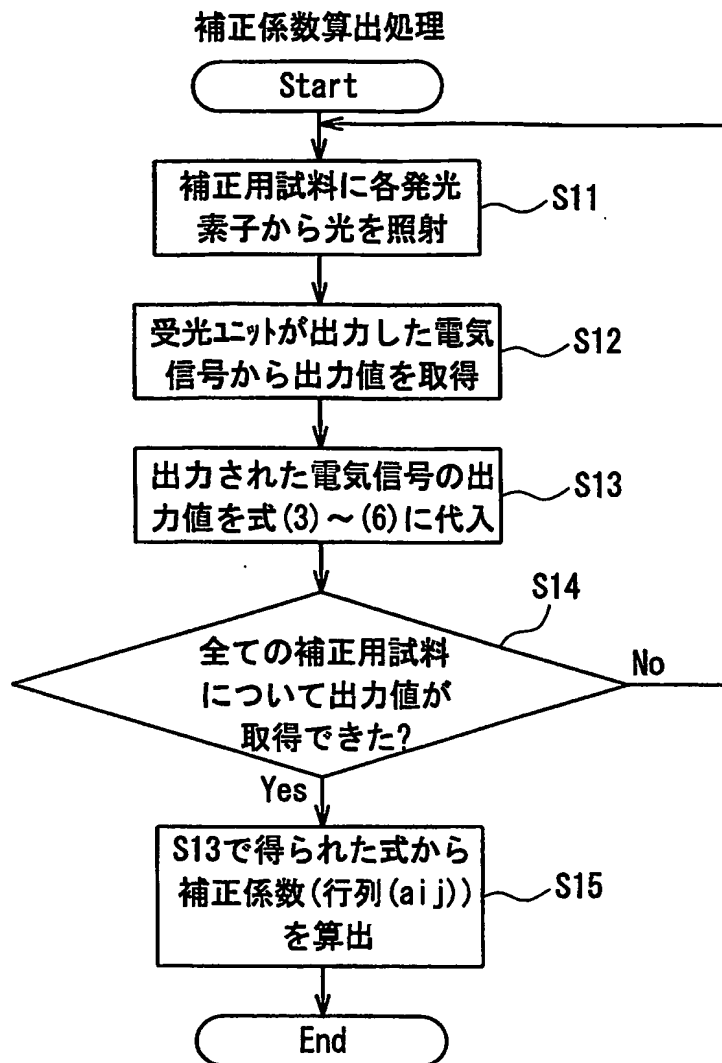 補正係数算出処理
Start
補正用試料に各発光
素子から光を照射
S11
受光ﾕﾆｯﾄが出力した電気
信号から出力値を取得
S12
出力された電気信号の出
力値を式(3)～(6)に代入
S13
S14
全ての補正用試料
について出力値が
取得できた?
No
Yes
S13で得られた式から
補正係数(行列(aij))
を算出
S15
End